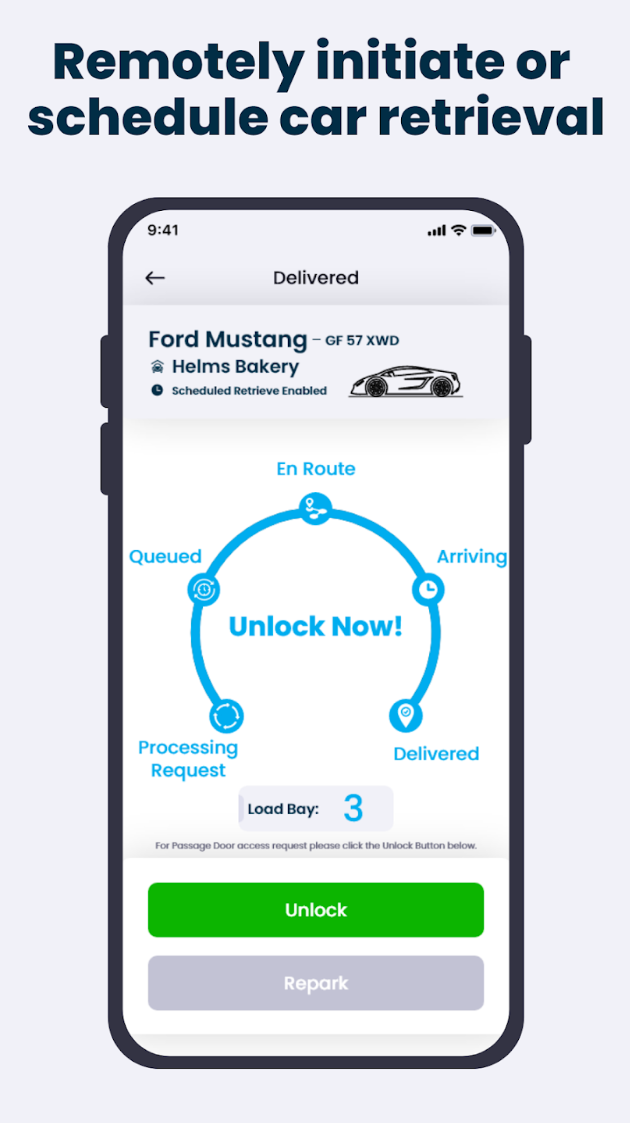 Remotely initiate or
schedule car retrieval
9:41
Delivered
Ford Mustang – GF 57 XWD
Helms Bakery
Scheduled Retrieve Enabled
En Route
Queued
Arriving
Unlock Now!
Processing
Request
Delivered
Load Bay: 3
For Passage Door access request please click the Unlock Button below.
Unlock
Repark